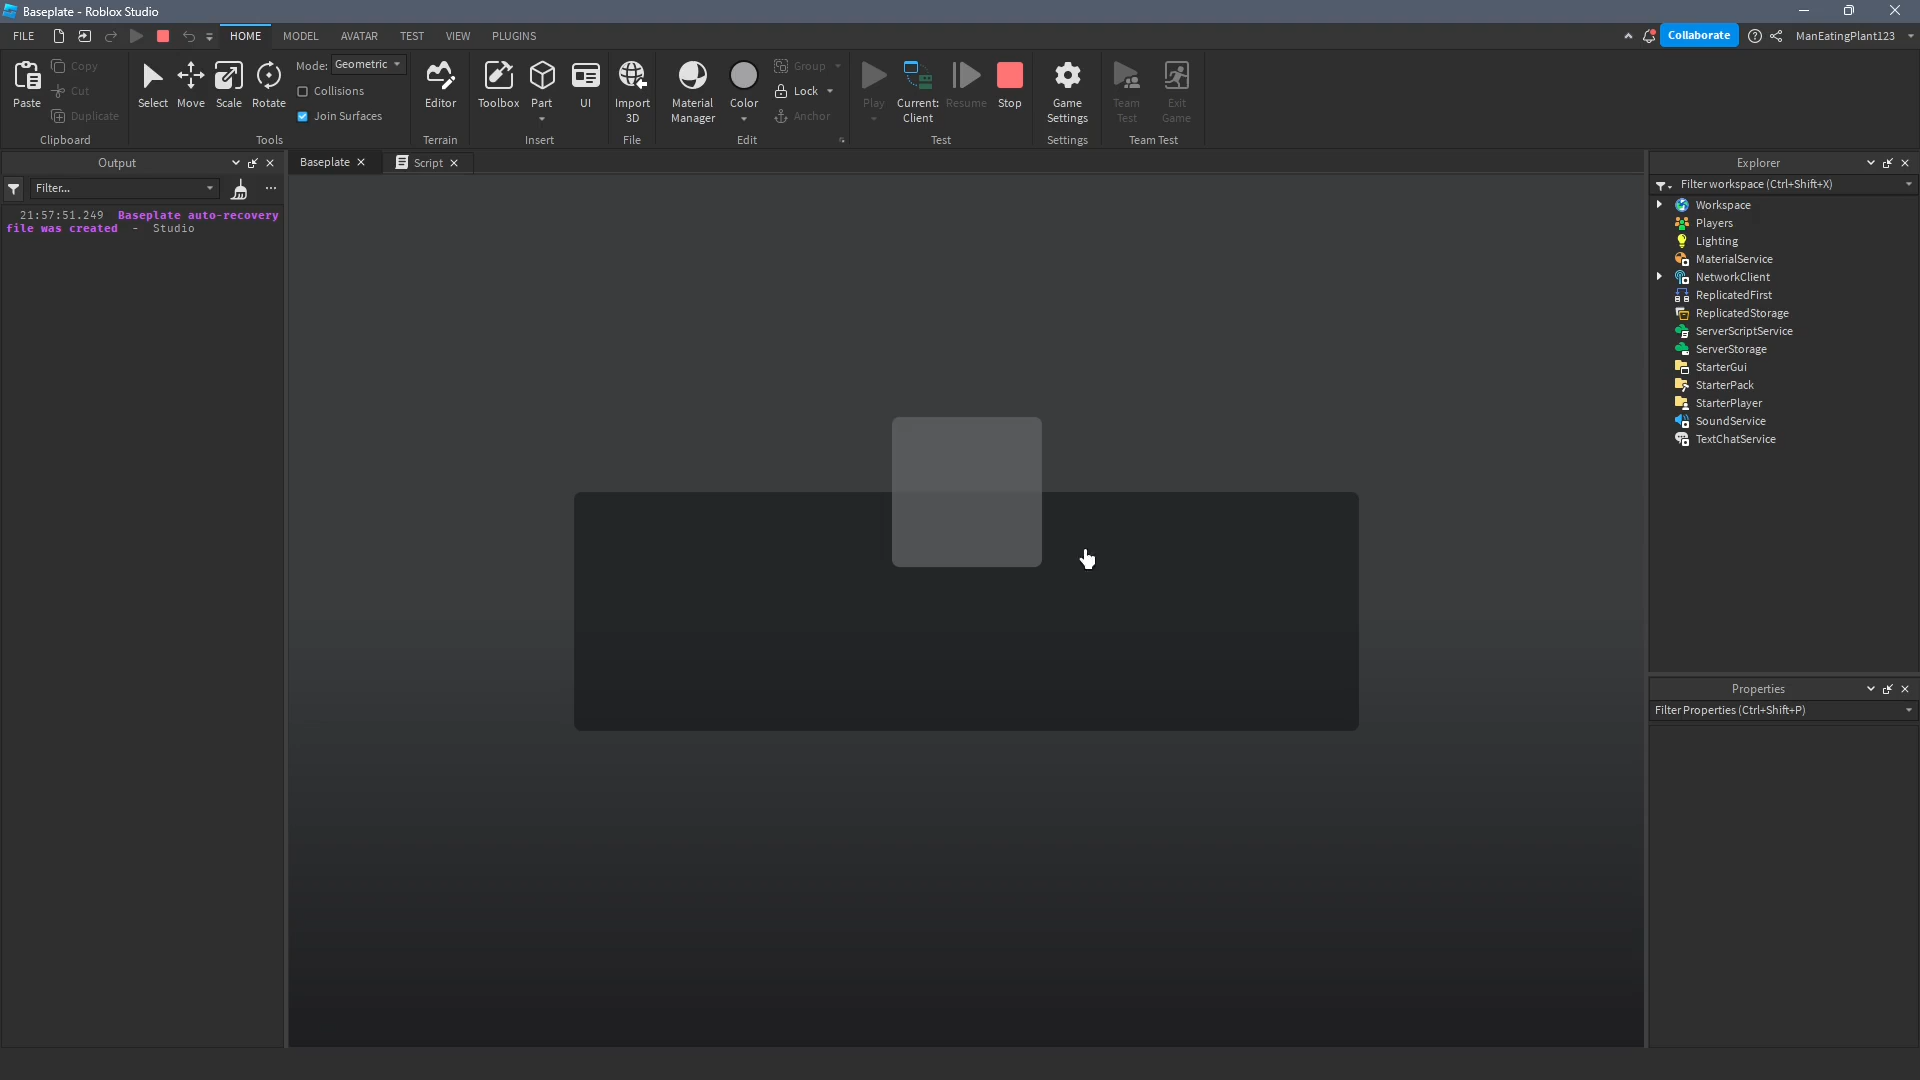 Baseplate - Roblox Studio
FILE HOME MODEL AVATAR TEST VIEW PLUGINS Collaborate ManEatingPlant123
Paste Copy Cut Duplicate
Clipboard
Select Move Scale Rotate
Mode: Geometric
Collisions
Join Surfaces
Tools
Editor
Terrain
Toolbox Part UI
Insert
Import 3D
File
Material Manager Color Group Lock Anchor
Edit
Play Current: Client Resume Stop
Test
Game Settings
Settings
Team Test Exit Game
Team Test
Output
Filter...
21:57:51.249 Baseplate auto-recovery
file was created - Studio
Baseplate Script
Explorer
Filter workspace (Ctrl+Shift+X)
Workspace
Players
Lighting
MaterialService
NetworkClient
ReplicatedFirst
ReplicatedStorage
ServerScriptService
ServerStorage
StarterGui
StarterPack
StarterPlayer
SoundService
TextChatService
Properties
Filter Properties (Ctrl+Shift+P)